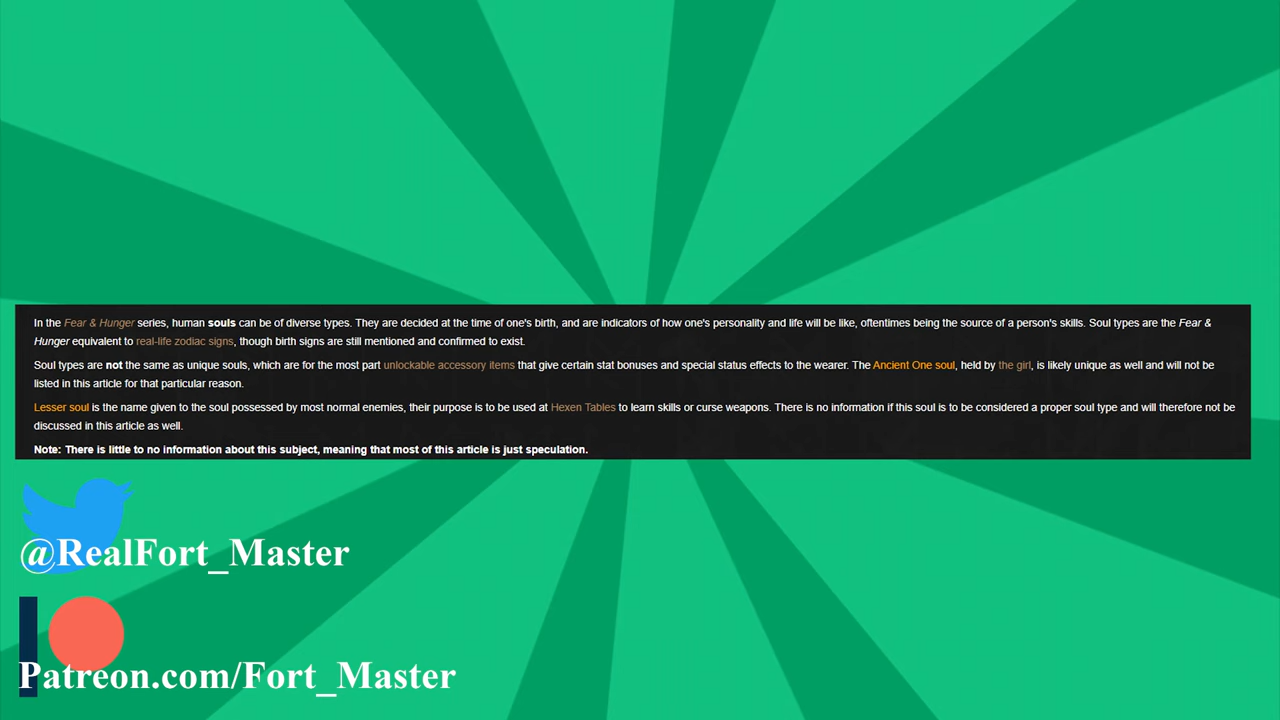 In the Fear & Hunger series, human souls can be of diverse types. They are decided at the time of one's birth, and are indicators of how one's personality and life will be like, oftentimes being the source of a person's skills. Soul types are the Fear &
Hunger equivalent to real-life zodiac signs, though birth signs are still mentioned and confirmed to exist.
Soul types are not the same as unique souls, which are for the most part unlockable accessory items that give certain stat bonuses and special status effects to the wearer. The Ancient One soul, held by the girl, is likely unique as well and will not be
listed in this article for that particular reason.
Lesser soul is the name given to the soul possessed by most normal enemies, their purpose is to be used at Hexen Tables to learn skills or curse weapons. There is no information if this soul is to be considered a proper soul type and will therefore not be
discussed in this article as well.
Note: There is little to no information about this subject, meaning that most of this article is just speculation.
@RealFort_Master
Patreon.com/Fort_Master